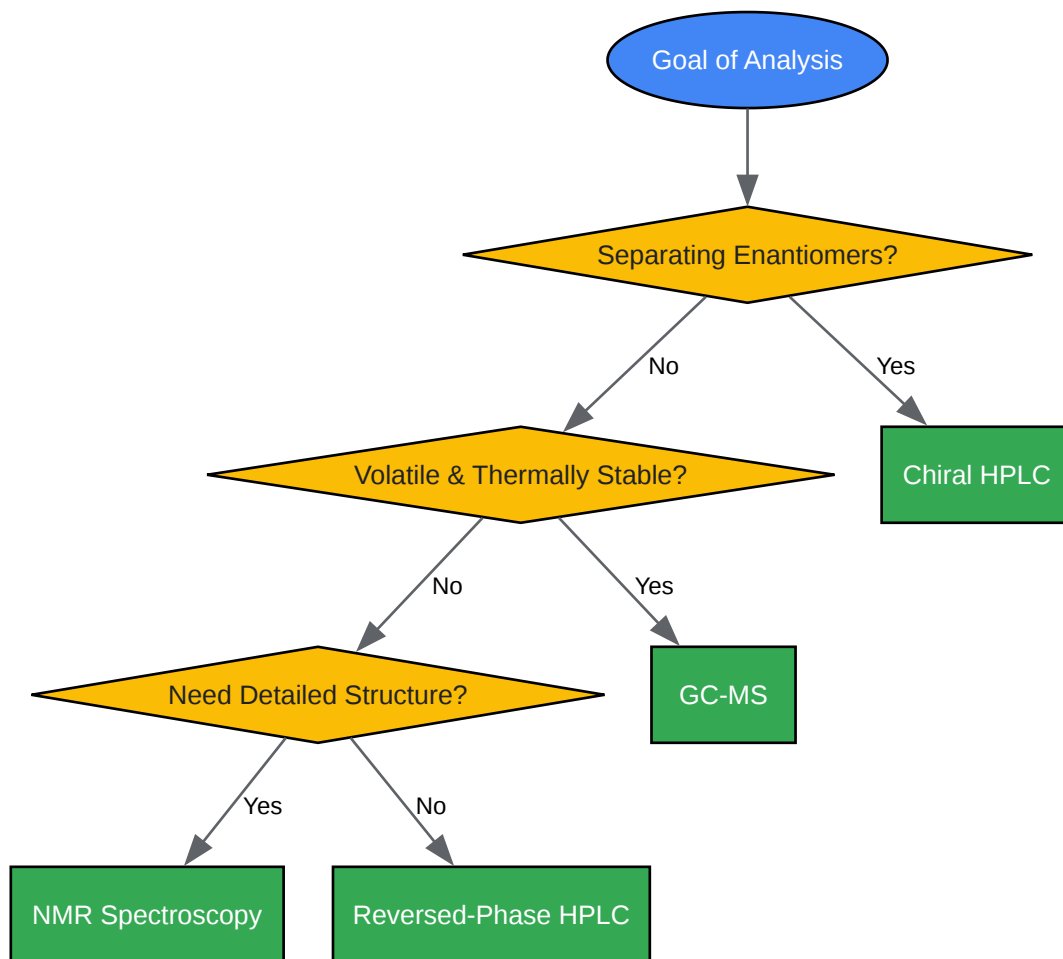 Goal of Analysis
Separating Enantiomers?
No
Yes
Volatile & Thermally Stable?
Chiral HPLC
No
Yes
Need Detailed Structure?
GC-MS
Yes
No
NMR Spectroscopy
Reversed-Phase HPLC